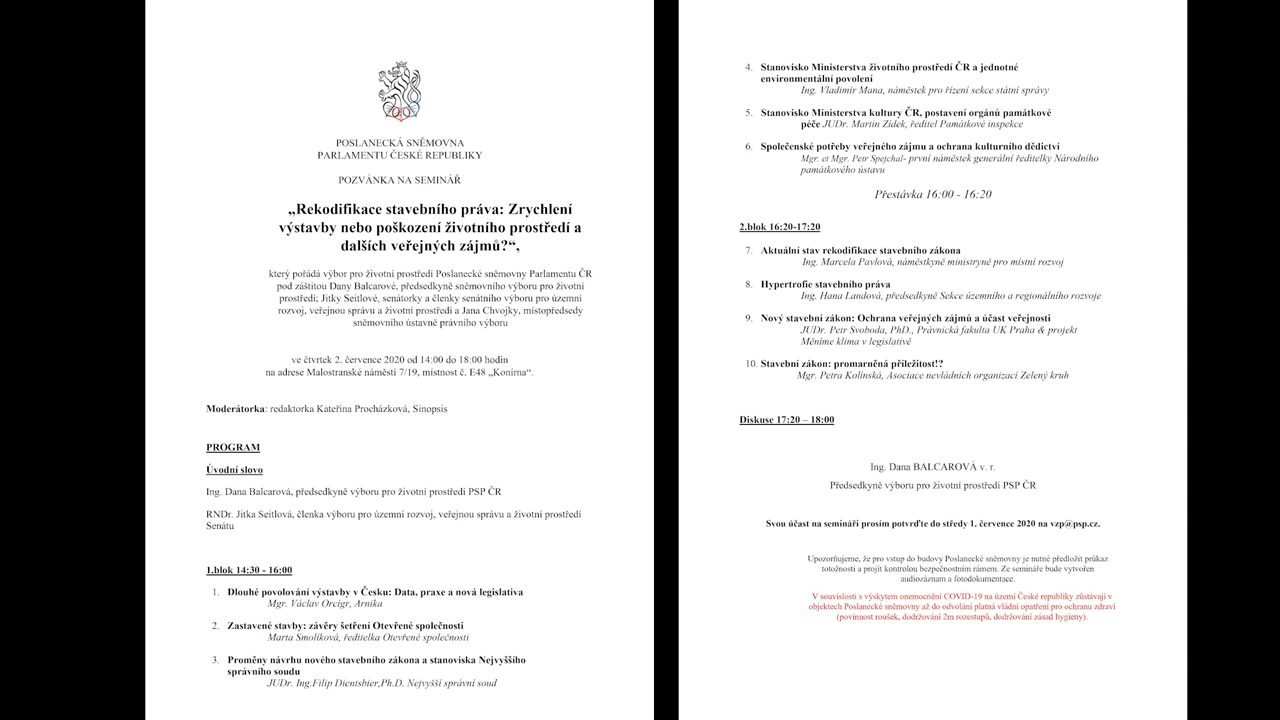 POSLANECKÁ SNĚMOVNA
PARLAMENTU ČESKÉ REPUBLIKY
POZVÁNKA NA SEMINÁŘ
„Rekodifikace stavebního práva: Zrychlení
výstavby nebo poškození životního prostředí a
dalších veřejných zájmů?“,
který pořádá výbor pro životní prostředí Poslanecké sněmovny Parlamentu ČR
pod záštitou Dany Balcarové, předsedkyně sněmovního výboru pro životní
prostředí; Jitky Seitlové, senátorky a členky senátního výboru pro územní
rozvoj, veřejnou správu a životní prostředí a Jana Chvojky, místopředsedy
sněmovního ústavně právního výboru
ve čtvrtek 2. července 2020 od 14:00 do 18:00 hodin
na adrese Malostranské náměstí 7/19, místnost č. E48 „Konírna“.
Moderátorka: redaktorka Kateřina Procházková, Sinopsis
PROGRAM
Úvodní slovo
Ing. Dana Balcarová, předsedkyně výboru pro životní prostředí PSP ČR
RNDr. Jitka Seitlová, členka výboru pro územní rozvoj, veřejnou správu a životní prostředí
Senátu
1.blok 14:30 - 16:00
1. Dlouhé povolování výstavby v Česku: Data, praxe a nová legislativa
Mgr. Václav Orcígr, Arnika
2. Zastavené stavby: závěry šetření Otevřené společnosti
Marta Smolíková, ředitelka Otevřené společnosti
3. Proměny návrhu nového stavebního zákona a stanoviska Nejvyššího
správního soudu
JUDr. Ing.Filip Dientsbier,Ph.D. Nejvyšší správní soud
4. Stanovisko Ministerstva životního prostředí ČR a jednotné
environmentální povolení
Ing. Vladimír Mana, náměstek pro řízení sekce státní správy
5. Stanovisko Ministerstva kultury ČR, postavení orgánů památkové
péče JUDr. Martin Zídek, ředitel Památkové inspekce
6. Společenské potřeby veřejného zájmu a ochrana kulturního dědictví
Mgr. et Mgr. Petr Spejchal- první náměstek generální ředitelky Národního
památkového ústavu
Přestávka 16:00 - 16:20
2.blok 16:20-17:20
7. Aktuální stav rekodifikace stavebního zákona
Ing. Marcela Pavlová, náměstkyně ministryně pro místní rozvoj
8. Hypertrofie stavebního práva
Ing. Hana Landová, předsedkyně Sekce územního a regionálního rozvoje
9. Nový stavební zákon: Ochrana veřejných zájmů a účast veřejnosti
JUDr. Petr Svoboda, PhD., Právnická fakulta UK Praha & projekt
Měníme klima v legislativě
10. Stavební zákon: promarněná příležitost!?
Mgr. Petra Kolínská, Asociace nevládních organizací Zelený kruh
Diskuse 17:20 – 18:00
Ing. Dana BALCAROVÁ v. r.
Předsedkyně výboru pro životní prostředí PSP ČR
Svou účast na semináři prosím potvrďte do středy 1. července 2020 na vzp@psp.cz.
Upozorňujeme, že pro vstup do budovy Poslanecké sněmovny je nutné předložit průkaz
totožnosti a projít kontrolou bezpečnostním rámem. Ze semináře bude vytvořen
audiozáznam a fotodokumentace.
V souvislosti s výskytem onemocnění COVID-19 na území České republiky zůstávají v
objektech Poslanecké sněmovny až do odvolání platná vládní opatření pro ochranu zdraví
(povinnost roušek, dodržování 2m rozestupů, dodržování zásad hygieny).